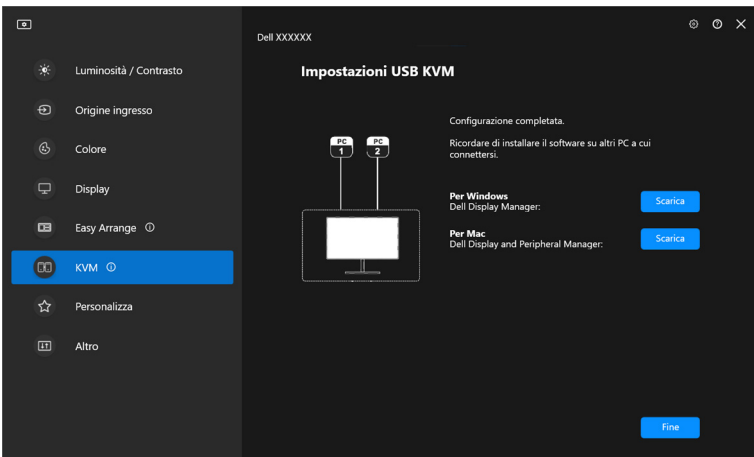 Dell XXXXXX
Luminosità / Contrasto
Origine ingresso
Colore
Display
Easy Arrange
KVM
Personalizza
Altro
Impostazioni USB KVM
PC
1
PC
2
Configurazione completata.
Ricordare di installare il software su altri PC a cui
connettersi.
Per Windows
Dell Display Manager:
Scarica
Per Mac
Dell Display and Peripheral Manager:
Scarica
Fine